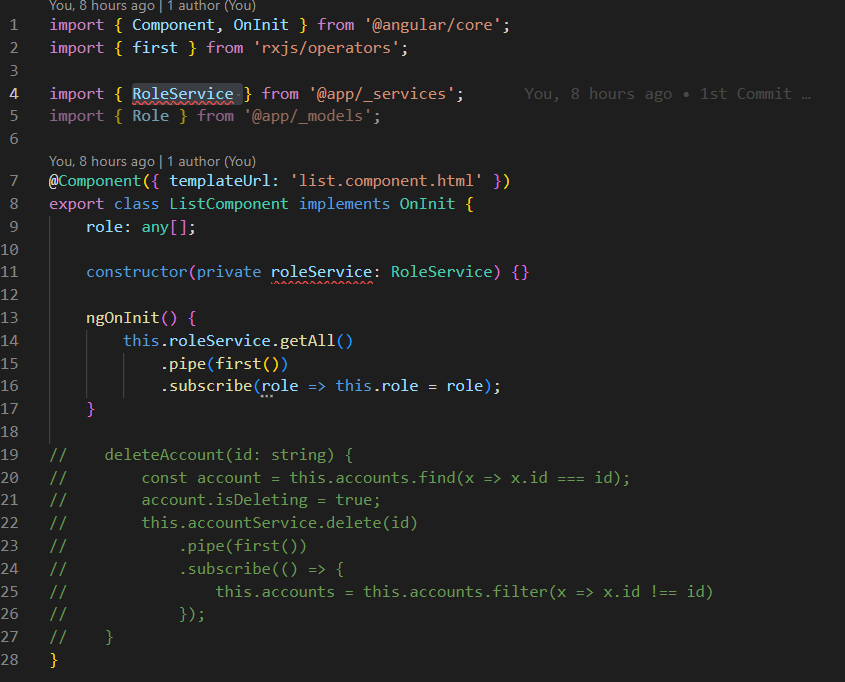 You, 8 hours ago | 1 author (You)
1 import { Component, OnInit } from '@angular/core';
2 import { first } from 'rxjs/operators';
3
4 import { RoleService } from '@app/_services'; You, 8 hours ago • 1st Commit …
5 import { Role } from '@app/_models';
6
You, 8 hours ago | 1 author (You)
7 @Component({ templateUrl: 'list.component.html' })
8 export class ListComponent implements OnInit {
9     role: any[];
10
11     constructor(private roleService: RoleService) {}
12
13     ngOnInit() {
14         this.roleService.getAll()
15             .pipe(first())
16             .subscribe(role => this.role = role);
17     }
18
19 //    deleteAccount(id: string) {
20 //        const account = this.accounts.find(x => x.id === id);
21 //        account.isDeleting = true;
22 //        this.accountService.delete(id)
23 //            .pipe(first())
24 //            .subscribe(() => {
25 //                this.accounts = this.accounts.filter(x => x.id !== id)
26 //            });
27 //    }
28 }